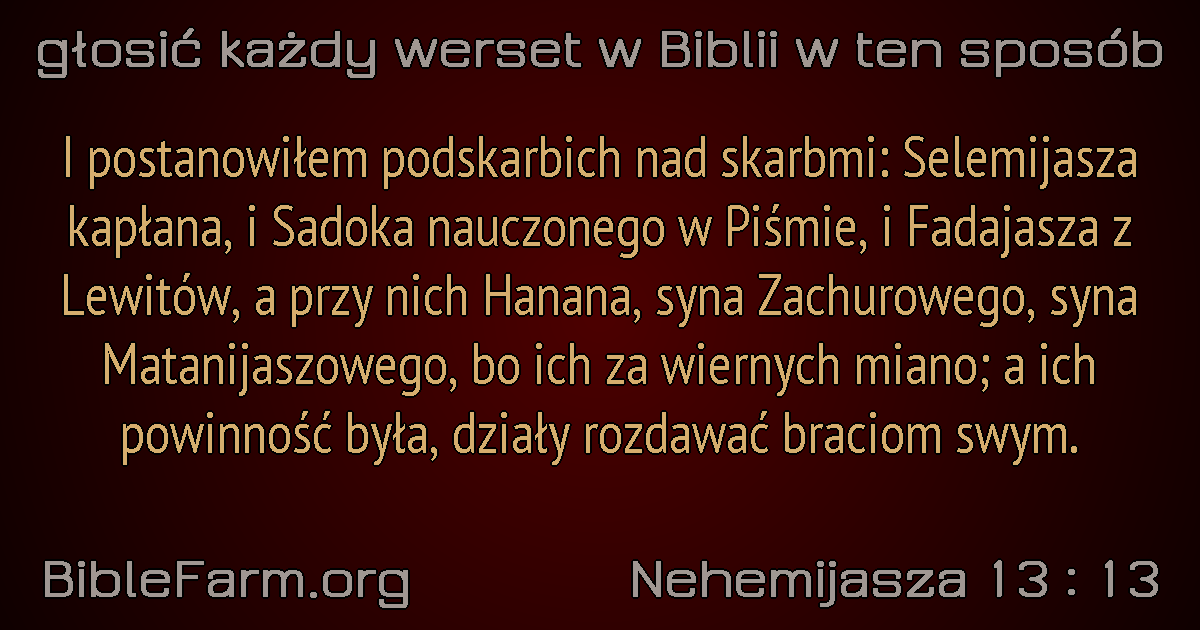 głosić każdy werset w Biblii w ten sposób
I postanowiłem podskarbich nad skarbmi: Selemijasza
kapłana, i Sadoka nauczonego w Piśmie, i Fadajasza z
Lewitów, a przy nich Hanana, syna Zachurowego, syna
Matanijaszowego, bo ich za wiernych miano; a ich
powinność była, działy rozdawać braciom swym.
BibleFarm.org
Nehemijasza 13 : 13